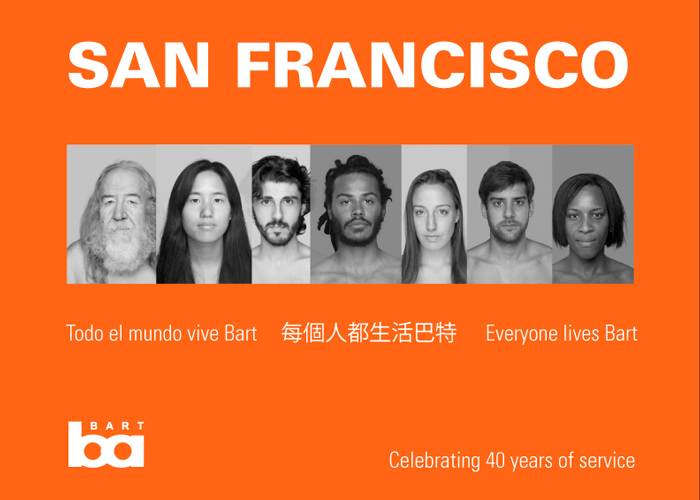 SAN FRANCISCO
Todo el mundo vive Bart 每個人都生活巴特 Everyone lives Bart
BART
ba
Celebrating 40 years of service